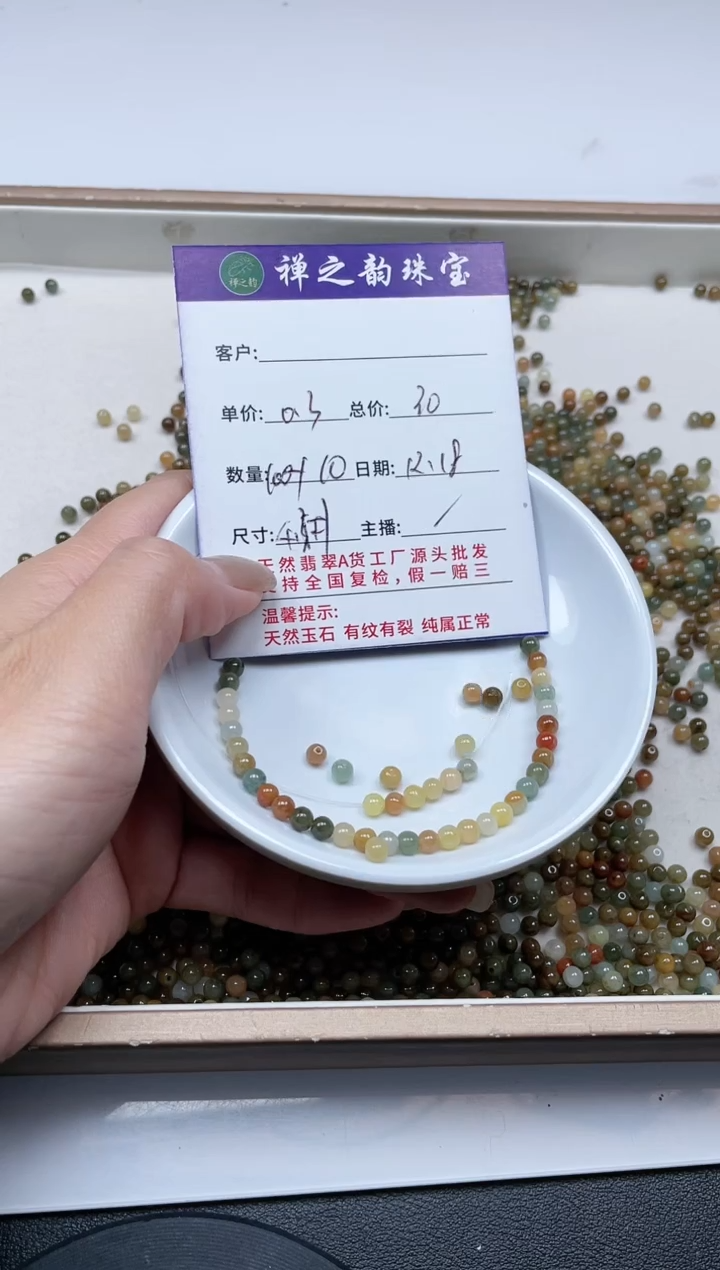 禅之韵 禅之韵珠宝
客户:
单价: 0.3 总价: 30
数量: 10 日期: 12.18
尺寸: 主播: /
天然翡翠A货工厂源头批发
支持全国复检,假一赔三
温馨提示:
天然玉石 有纹有裂 纯属正常